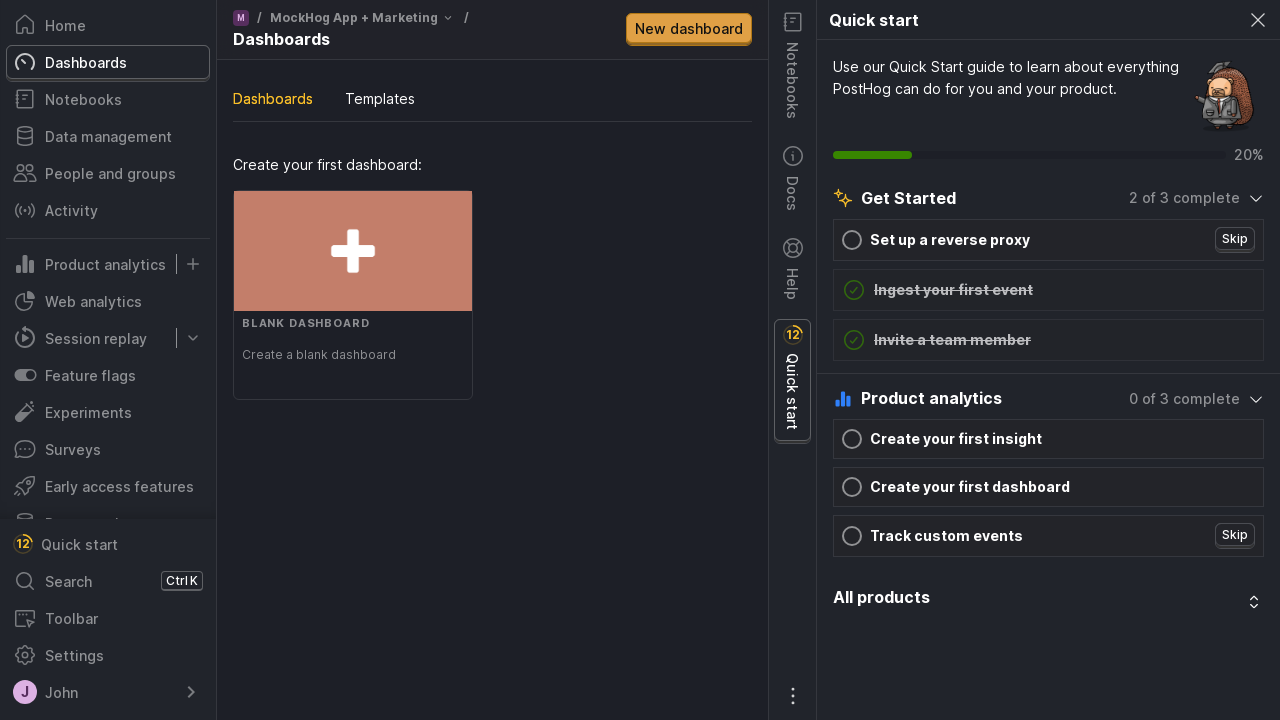 Home
Dashboards
Notebooks
Data management
People and groups
Activity
Product analytics
Web analytics
Session replay
Feature flags
Experiments
Surveys
Early access features
12 Quick start
Search Ctrl K
Toolbar
Settings
J John
M / MockHog App + Marketing /
Dashboards
New dashboard
Dashboards Templates
Create your first dashboard:
BLANK DASHBOARD
Create a blank dashboard
Notebooks
Docs
Help
12 Quick start
Quick start
Use our Quick Start guide to learn about everything
PostHog can do for you and your product.
20%
Get Started 2 of 3 complete
Set up a reverse proxy Skip
Ingest your first event
Invite a team member
Product analytics 0 of 3 complete
Create your first insight
Create your first dashboard
Track custom events Skip
All products